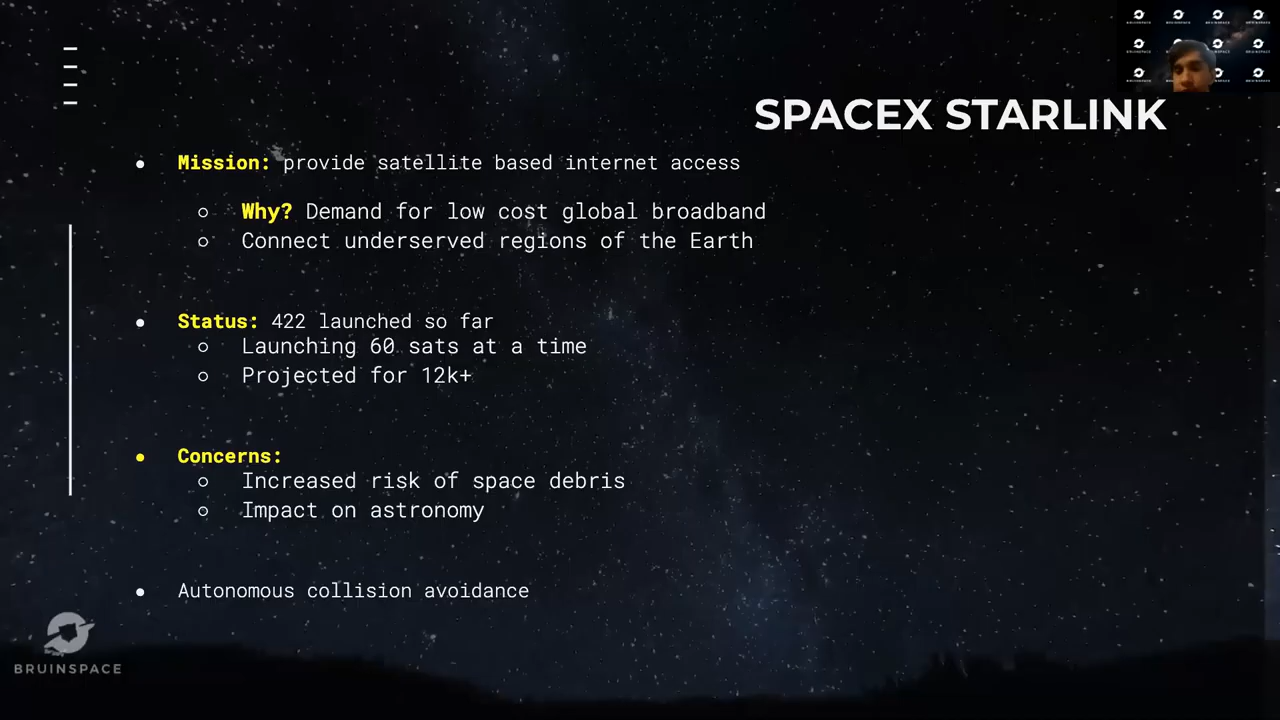 SPACEX STARLINK
Mission: provide satellite based internet access
Why? Demand for low cost global broadband
Connect underserved regions of the Earth
Status: 422 launched so far
Launching 60 sats at a time
Projected for 12k+
Concerns:
Increased risk of space debris
Impact on astronomy
Autonomous collision avoidance
BRUINSPACE